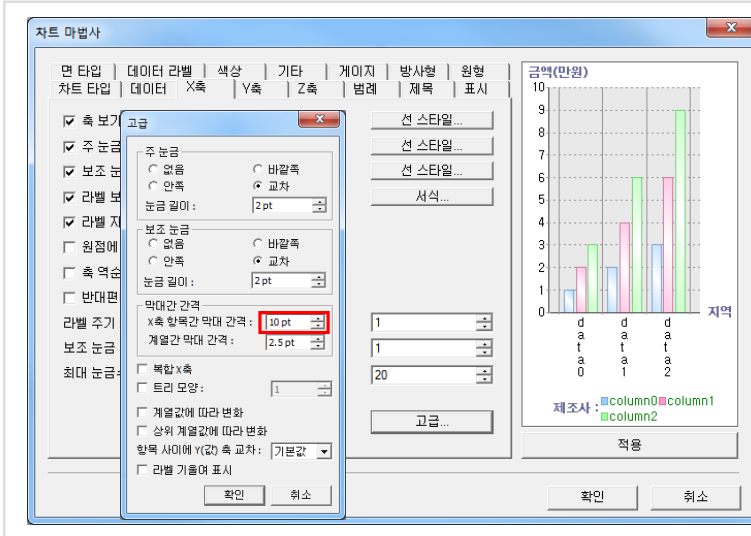 차트 마법사
면 타입 데이터 라벨 색상 기타 게이지 방사형 원형
차트 타입 데이터 X축 Y축 Z축 범례 제목 표시
축 보기
주 눈금
보조 눈
라벨 보
라벨 지
원점에
축 역순
반대편
라벨 주기
보조 눈금
최대 눈금
선 스타일...
선 스타일...
선 스타일...
서식...
1
1
20
고급...
고급
주 눈금
없음 바깥쪽
안쪽 교차
눈금 길이 : 2 pt
보조 눈금
없음 바깥쪽
안쪽 교차
눈금 길이 : 2 pt
막대간 간격
X축 항목간 막대 간격 : 10 pt
계열간 막대 간격 : 2.5 pt
복합 X축
트리 모양 : 1
계열값에 따라 변화
상위 계열값에 따라 변화
항목 사이에 Y(값) 축 교차 : 기본값
라벨 기울여 표시
확인 취소
금액(만원)
10
9
8
7
6
5
4
3
2
1
0
지역
data0 data1 data2
제조사 : column0 column1
column2
적용
확인 취소